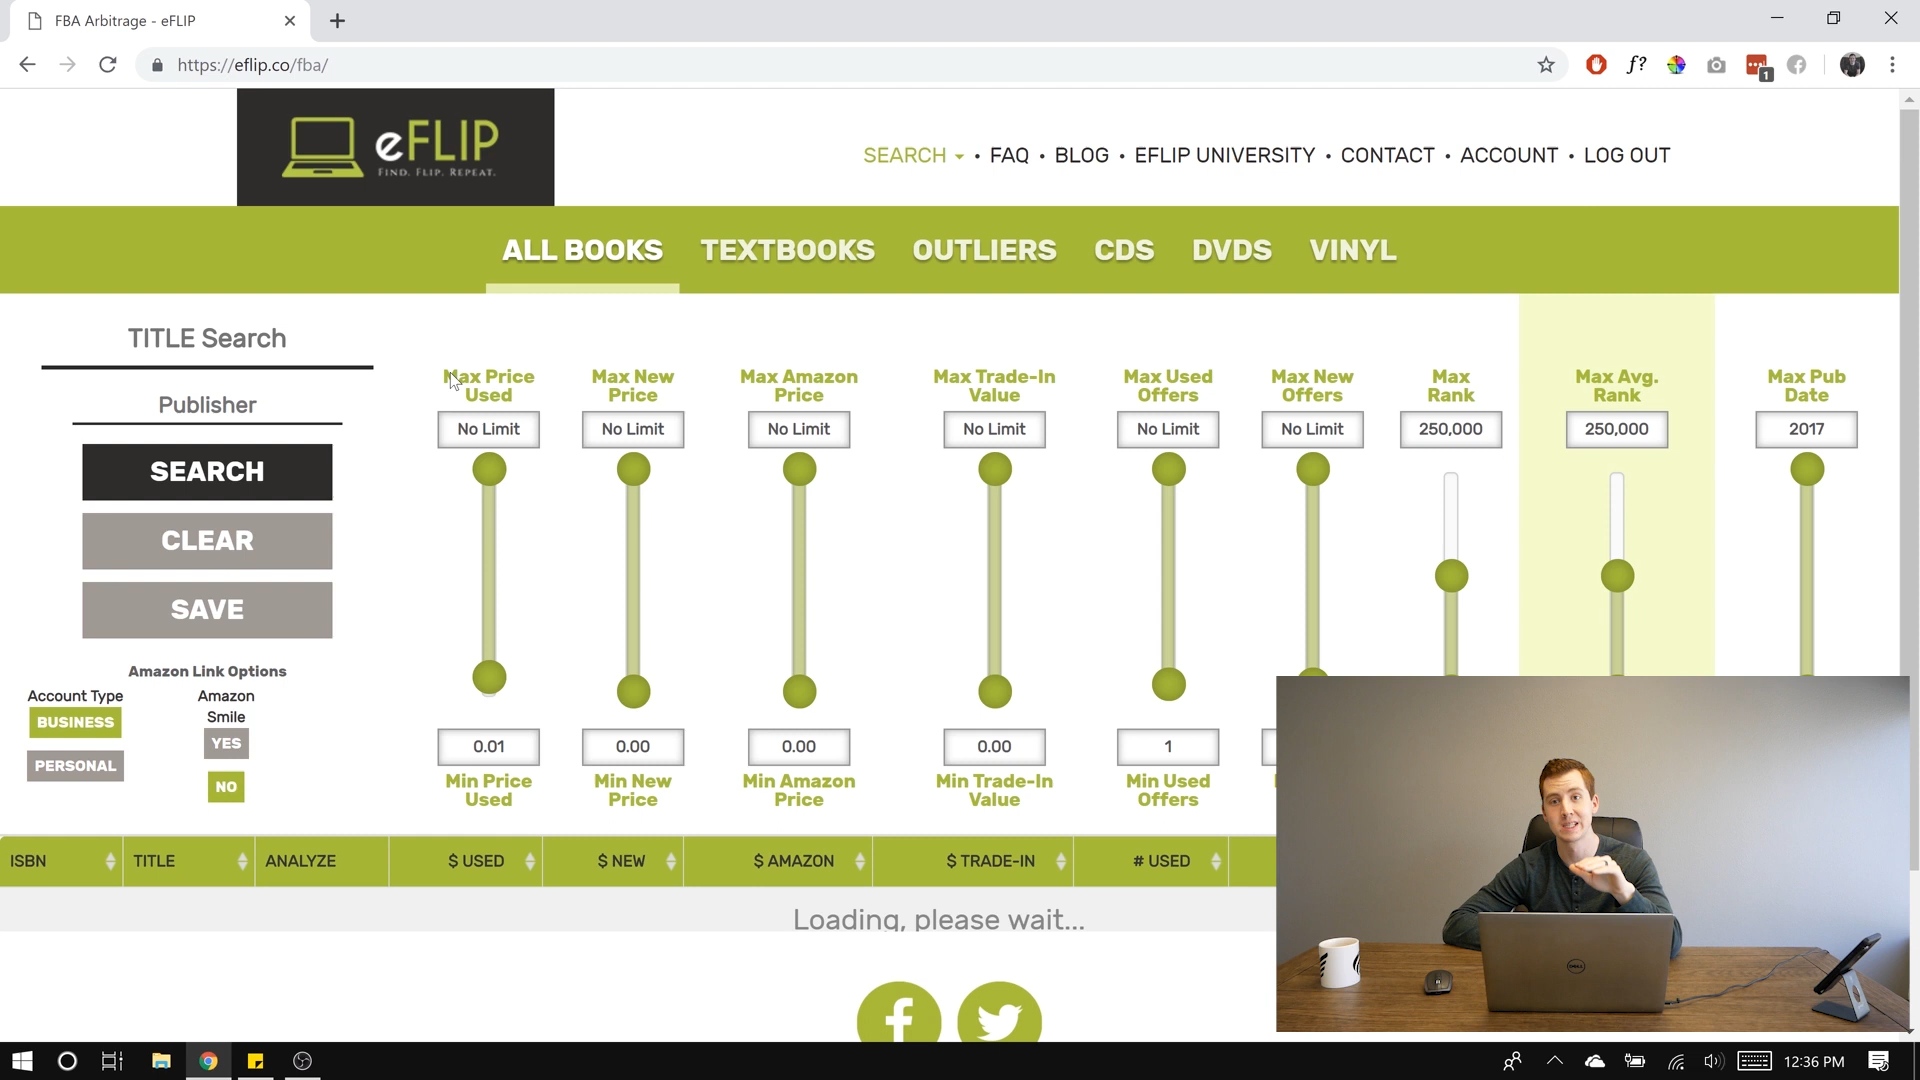 FBA Arbitrage - eFLIP
https://eflip.co/fba/
f?
1
eFLIP
FIND. FLIP. REPEAT.
SEARCH • FAQ • BLOG • EFLIP UNIVERSITY • CONTACT • ACCOUNT • LOG OUT
ALL BOOKS TEXTBOOKS OUTLIERS CDS DVDS VINYL
TITLE Search
Publisher
SEARCH
CLEAR
SAVE
Amazon Link Options
Account Type
BUSINESS
PERSONAL
Amazon
Smile
YES
NO
Max Price
Used
No Limit
0.01
Min Price
Used
Max New
Price
No Limit
0.00
Min New
Price
Max Amazon
Price
No Limit
0.00
Min Amazon
Price
Max Trade-In
Value
No Limit
0.00
Min Trade-In
Value
Max Used
Offers
No Limit
1
Min Used
Offers
Max New
Offers
No Limit
Max
Rank
250,000
Max Avg.
Rank
250,000
Max Pub
Date
2017
ISBN TITLE ANALYZE $ USED $ NEW $ AMAZON $ TRADE-IN # USED
Loading, please wait...
DELL
12:36 PM